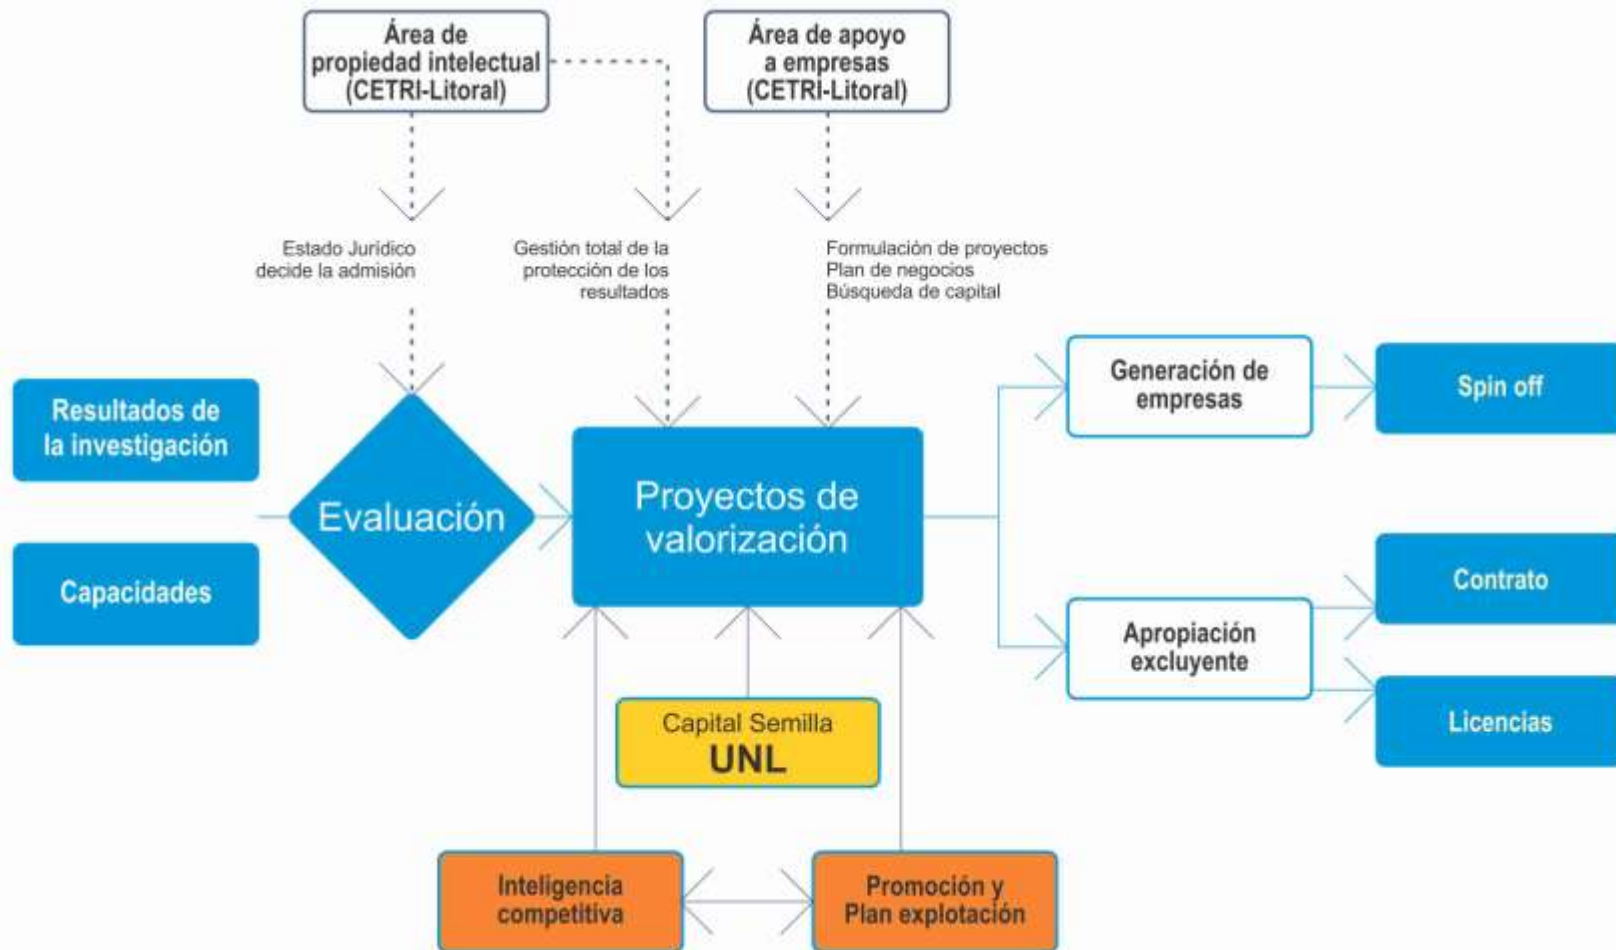 Área de
propiedad intelectual
(CETRI-Litoral)
Área de apoyo
a empresas
(CETRI-Litoral)
Estado Jurídico
decide la admisión
Gestión total de la
protección de los
resultados
Formulación de proyectos
Plan de negocios
Búsqueda de capital
Resultados de
la investigación
Capacidades
Evaluación
Proyectos de
valorización
Generación de
empresas
Spin off
Apropiación
excluyente
Contrato
Licencias
Capital Semilla
UNL
Inteligencia
competitiva
Promoción y
Plan explotación